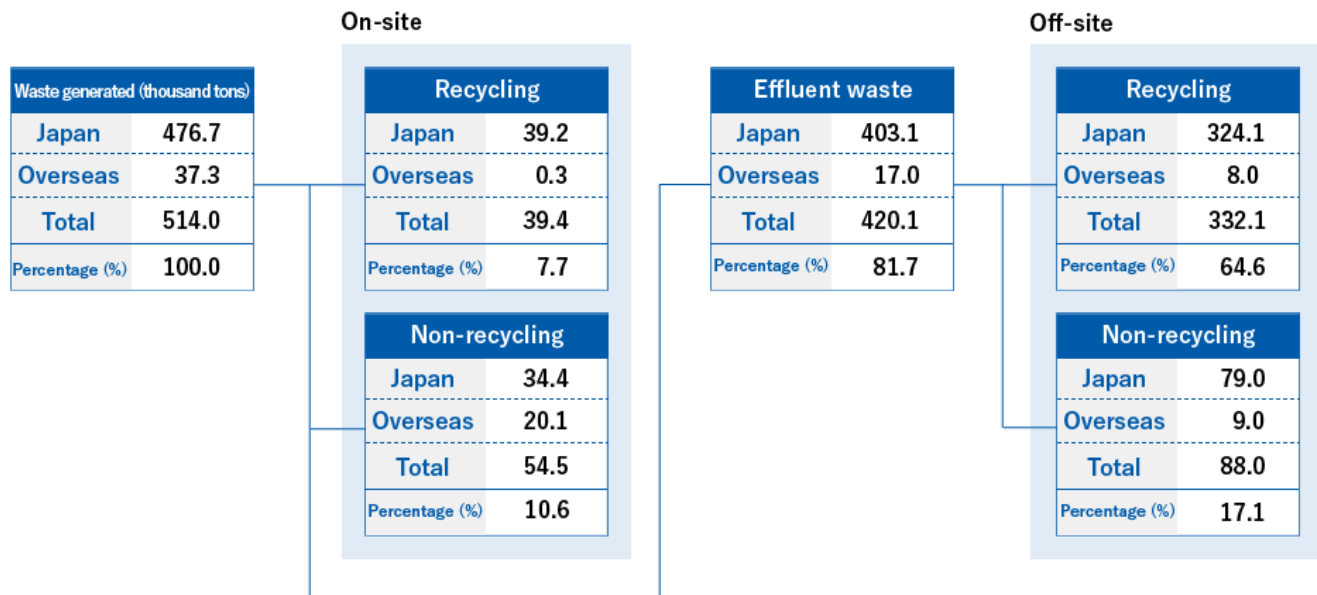 On-site
Off-site
Waste generated (thousand tons)
Japan 476.7
Overseas 37.3
Total 514.0
Percentage (%) 100.0
Recycling
Japan 39.2
Overseas 0.3
Total 39.4
Percentage (%) 7.7
Non-recycling
Japan 34.4
Overseas 20.1
Total 54.5
Percentage (%) 10.6
Effluent waste
Japan 403.1
Overseas 17.0
Total 420.1
Percentage (%) 81.7
Recycling
Japan 324.1
Overseas 8.0
Total 332.1
Percentage (%) 64.6
Non-recycling
Japan 79.0
Overseas 9.0
Total 88.0
Percentage (%) 17.1